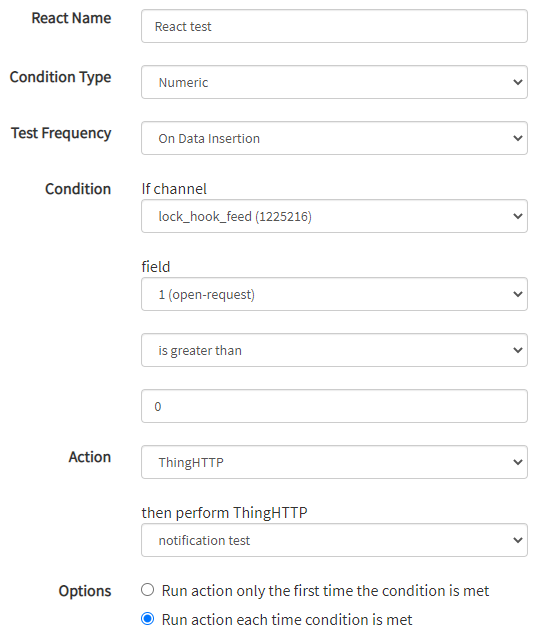 React Name
React test
Condition Type
Numeric
Test Frequency
On Data Insertion
Condition
If channel
lock_hook_feed (1225216)
field
1 (open-request)
is greater than
0
Action
ThingHTTP
then perform ThingHTTP
notification test
Options
Run action only the first time the condition is met
Run action each time condition is met